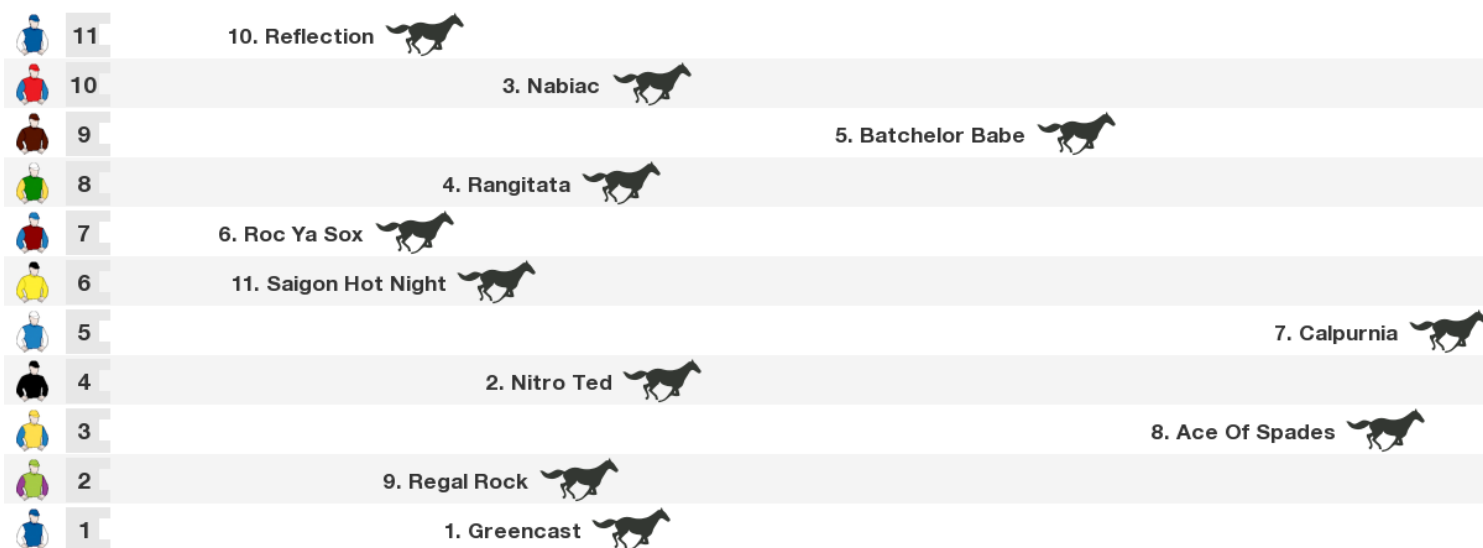 11 10. Reflection
10 3. Nabiac
9 5. Batchelor Babe
8 4. Rangitata
7 6. Roc Ya Sox
6 11. Saigon Hot Night
5 7. Calpurnia
4 2. Nitro Ted
3 8. Ace Of Spades
2 9. Regal Rock
1 1. Greencast